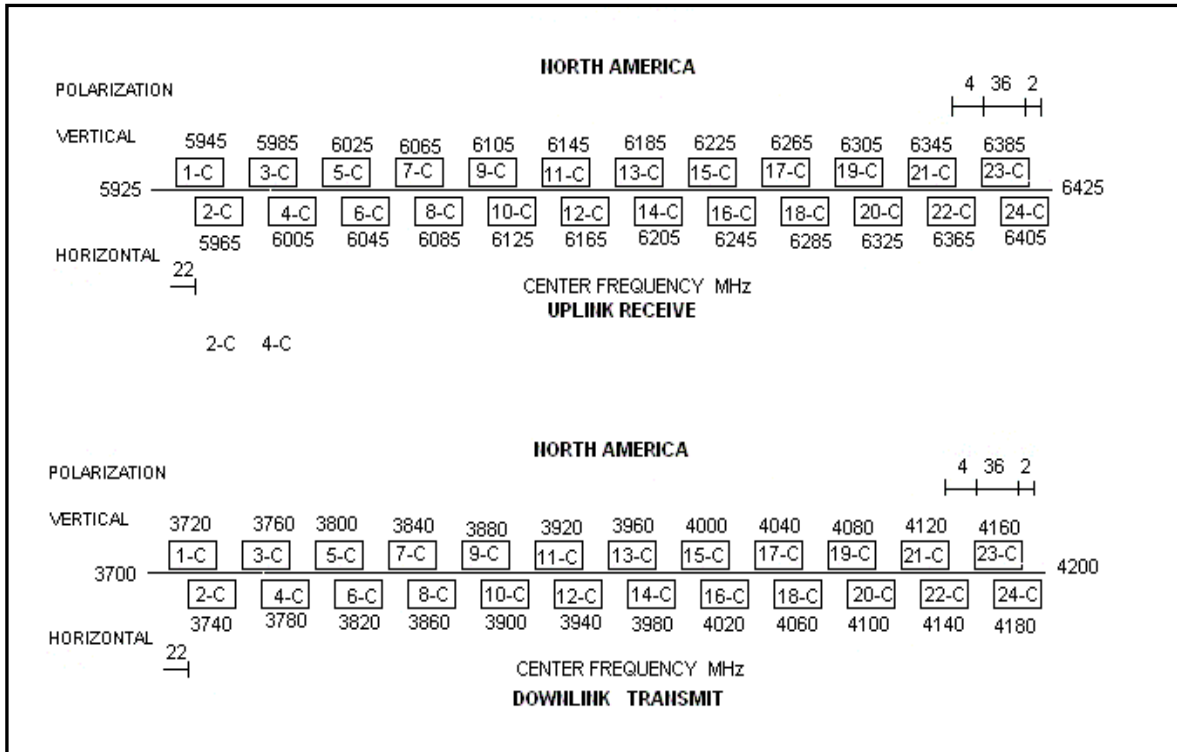 NORTH AMERICA
POLARIZATION
4 36 2
VERTICAL 5945 5985 6025 6065 6105 6145 6185 6225 6265 6305 6345 6385
1-C 3-C 5-C 7-C 9-C 11-C 13-C 15-C 17-C 19-C 21-C 23-C
5925 6425
2-C 4-C 6-C 8-C 10-C 12-C 14-C 16-C 18-C 20-C 22-C 24-C
5965 6005 6045 6085 6125 6165 6205 6245 6285 6325 6365 6405
HORIZONTAL
22
CENTER FREQUENCY MHz
UPLINK RECEIVE
2-C 4-C
NORTH AMERICA
POLARIZATION
4 36 2
VERTICAL 3720 3760 3800 3840 3880 3920 3960 4000 4040 4080 4120 4160
1-C 3-C 5-C 7-C 9-C 11-C 13-C 15-C 17-C 19-C 21-C 23-C
3700 4200
2-C 4-C 6-C 8-C 10-C 12-C 14-C 16-C 18-C 20-C 22-C 24-C
3740 3780 3820 3860 3900 3940 3980 4020 4060 4100 4140 4180
HORIZONTAL
22
CENTER FREQUENCY MHz
DOWNLINK TRANSMIT